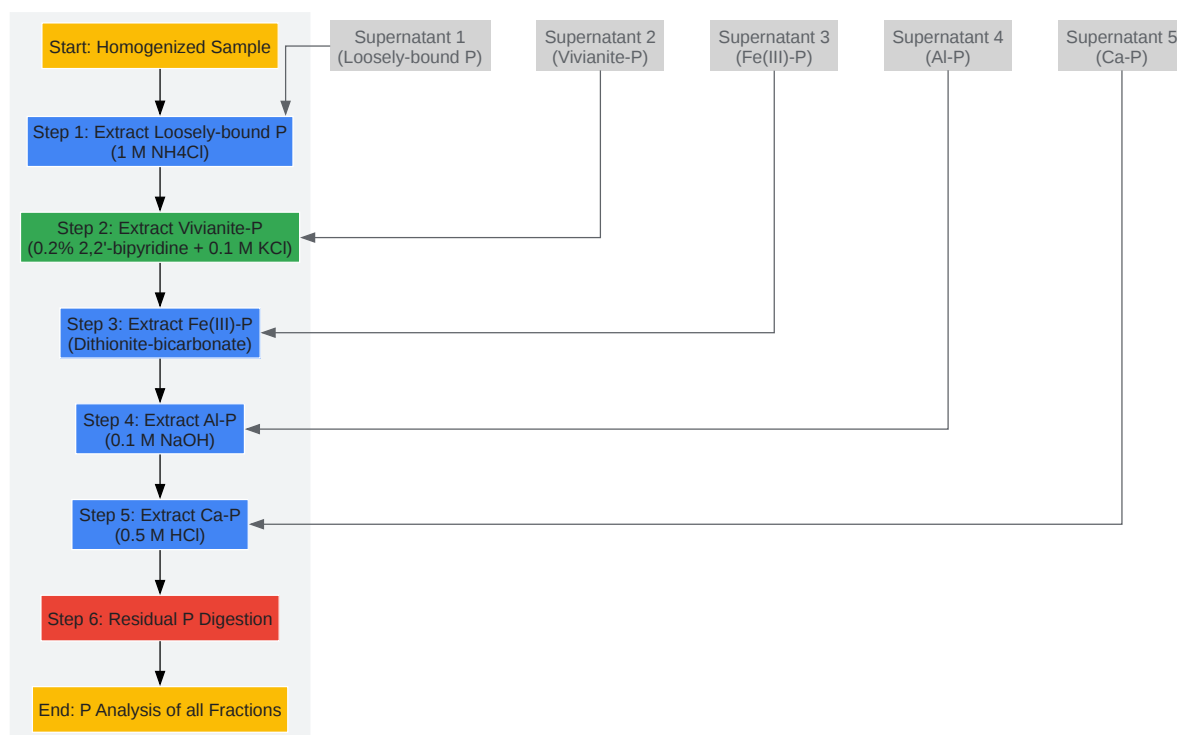 Start: Homogenized Sample
Supernatant 1
(Loosely-bound P)
Supernatant 2
(Vivianite-P)
Supernatant 3
(Fe(III)-P)
Supernatant 4
(Al-P)
Supernatant 5
(Ca-P)
Step 1: Extract Loosely-bound P
(1 M NH4Cl)
Step 2: Extract Vivianite-P
(0.2% 2,2'-bipyridine + 0.1 M KCl)
Step 3: Extract Fe(III)-P
(Dithionite-bicarbonate)
Step 4: Extract Al-P
(0.1 M NaOH)
Step 5: Extract Ca-P
(0.5 M HCl)
Step 6: Residual P Digestion
End: P Analysis of all Fractions